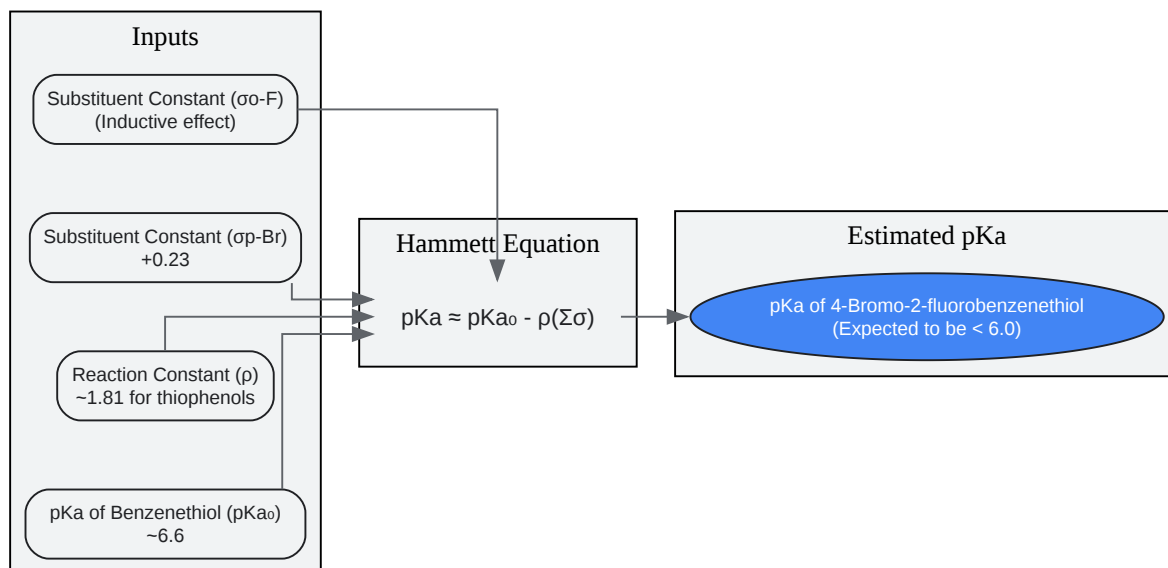 Inputs
Substituent Constant (σo-F)
(Inductive effect)
Substituent Constant (σp-Br)
+0.23
Reaction Constant (ρ)
~1.81 for thiophenols
pKa of Benzenethiol (pKa₀)
~6.6
Hammett Equation
pKa ≈ pKa₀ - ρ(Σσ)
Estimated pKa
pKa of 4-Bromo-2-fluorobenzenethiol
(Expected to be < 6.0)